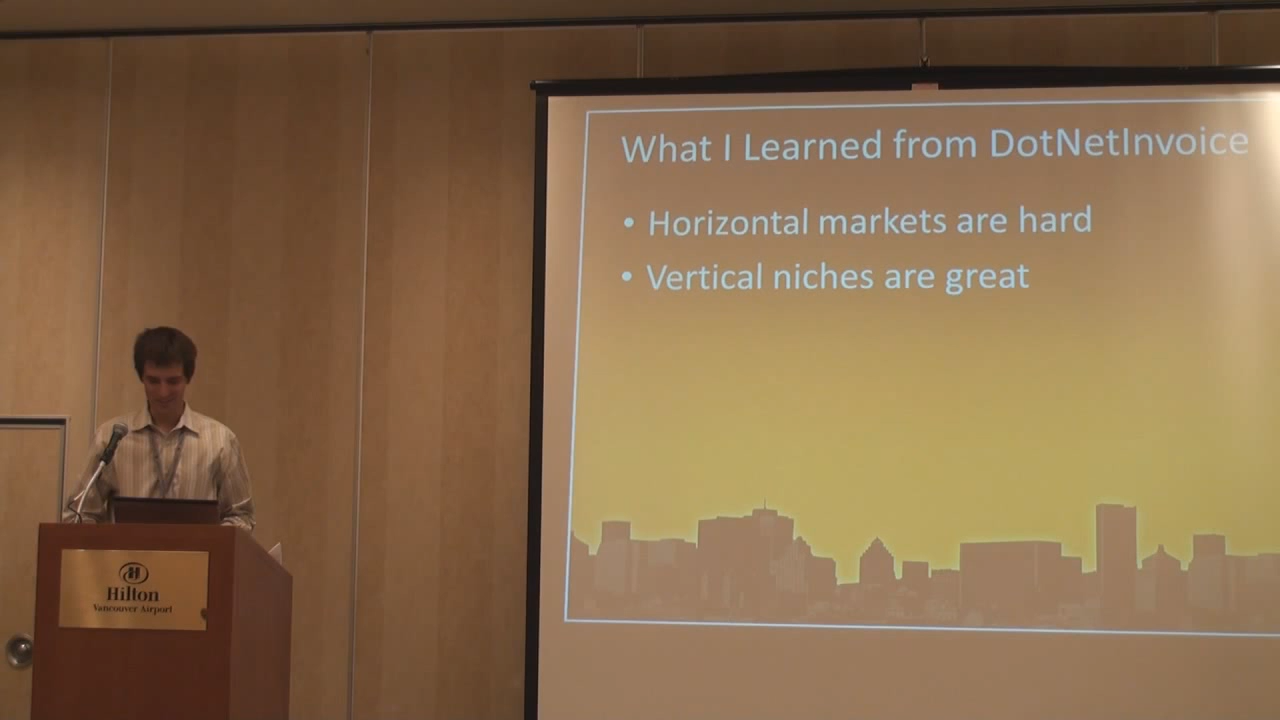 What I Learned from DotNetInvoice
• Horizontal markets are hard
• Vertical niches are great
H
Hilton
Vancouver Airport